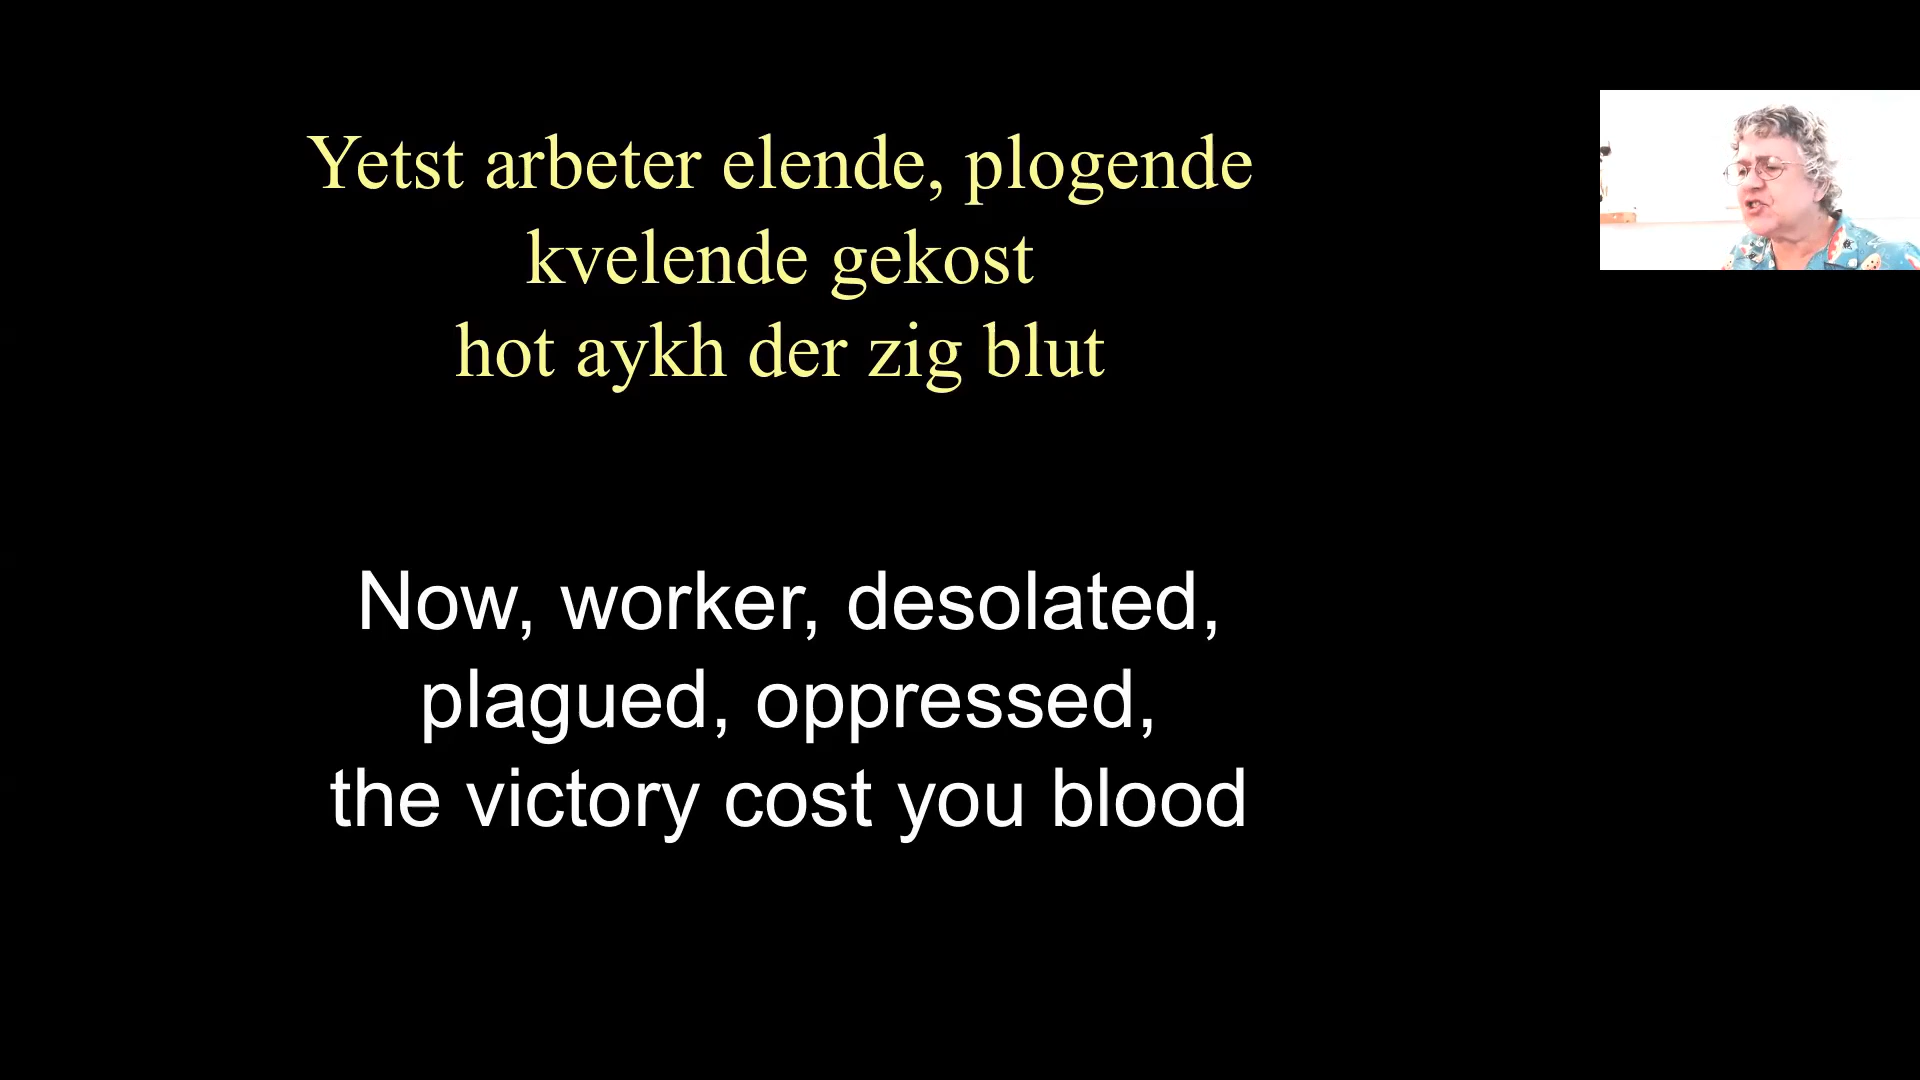 Yetst arbeter elende, plogende
kvelende gekost
hot aykh der zig blut
Now, worker, desolated,
plagued, oppressed,
the victory cost you blood